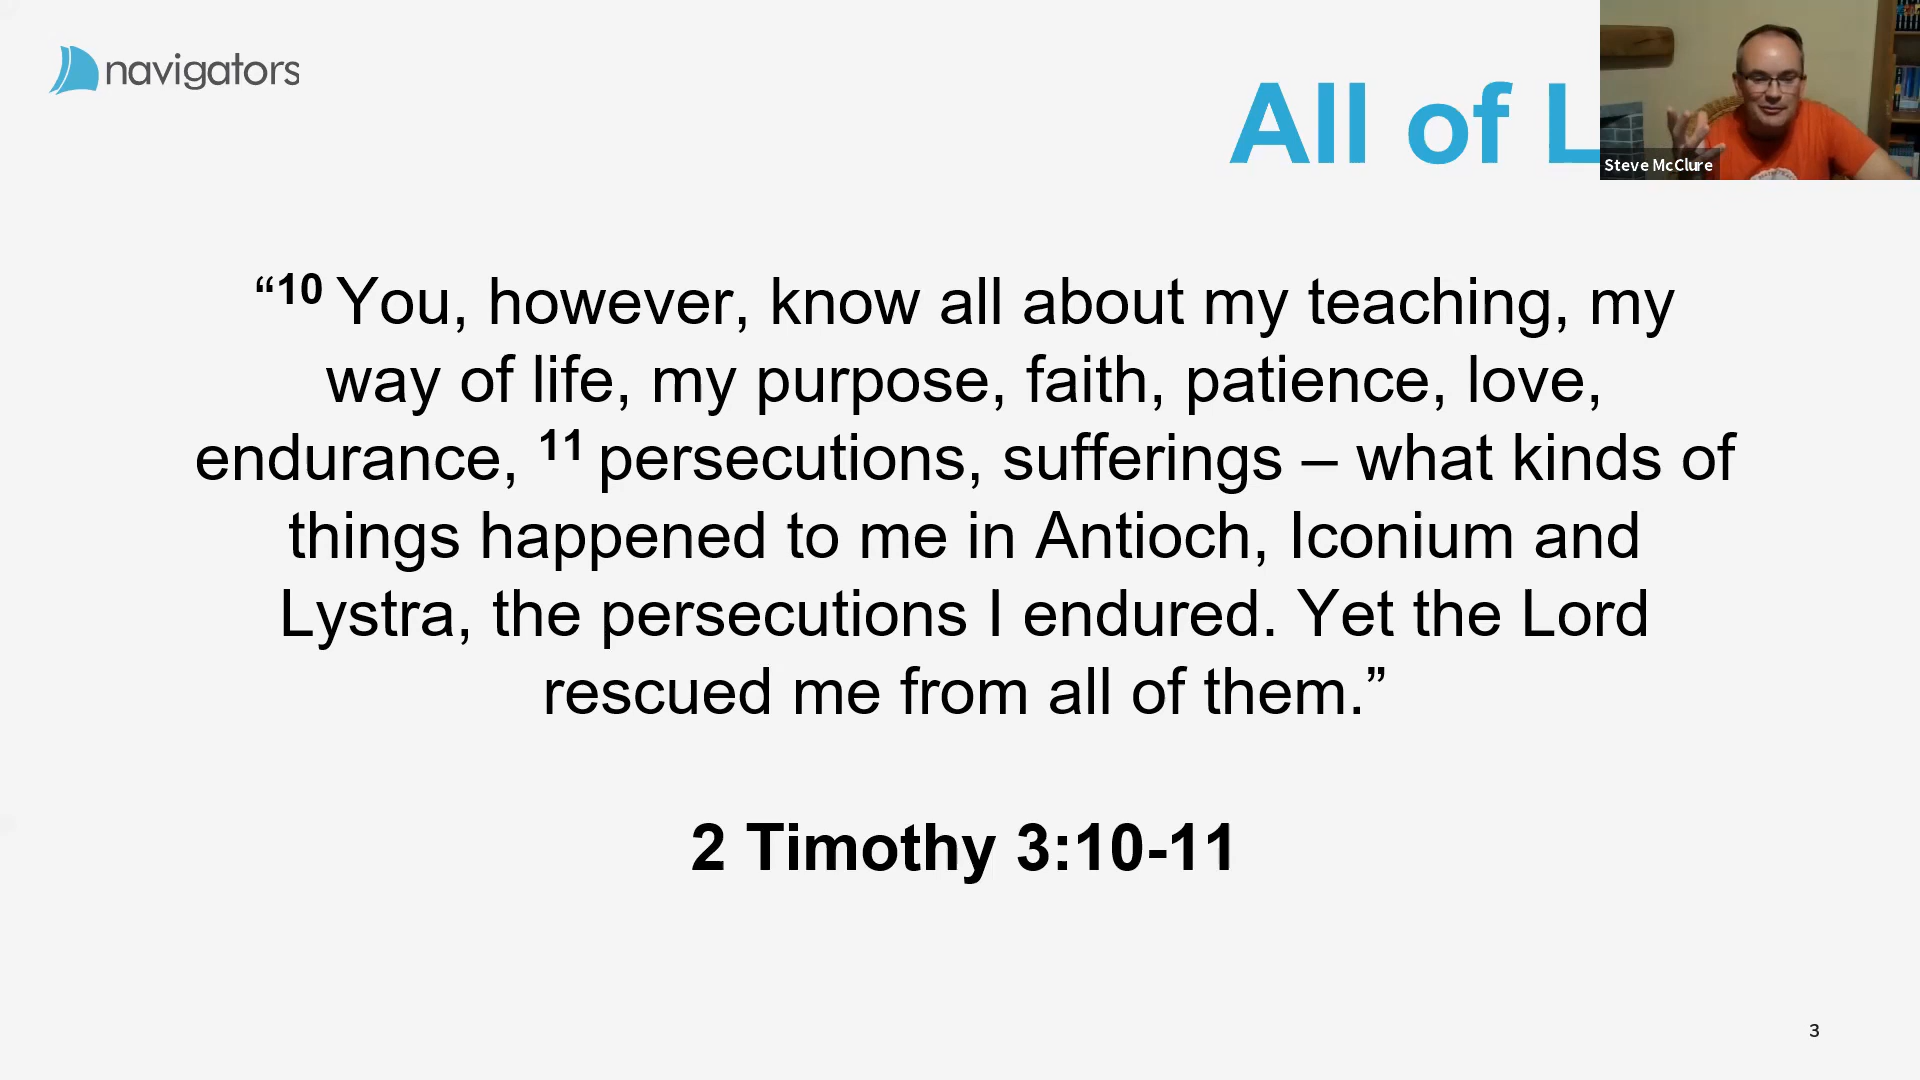 navigators
All of L
Steve McClure
“10 You, however, know all about my teaching, my
way of life, my purpose, faith, patience, love,
endurance, 11 persecutions, sufferings – what kinds of
things happened to me in Antioch, Iconium and
Lystra, the persecutions I endured. Yet the Lord
rescued me from all of them.”
2 Timothy 3:10-11
3